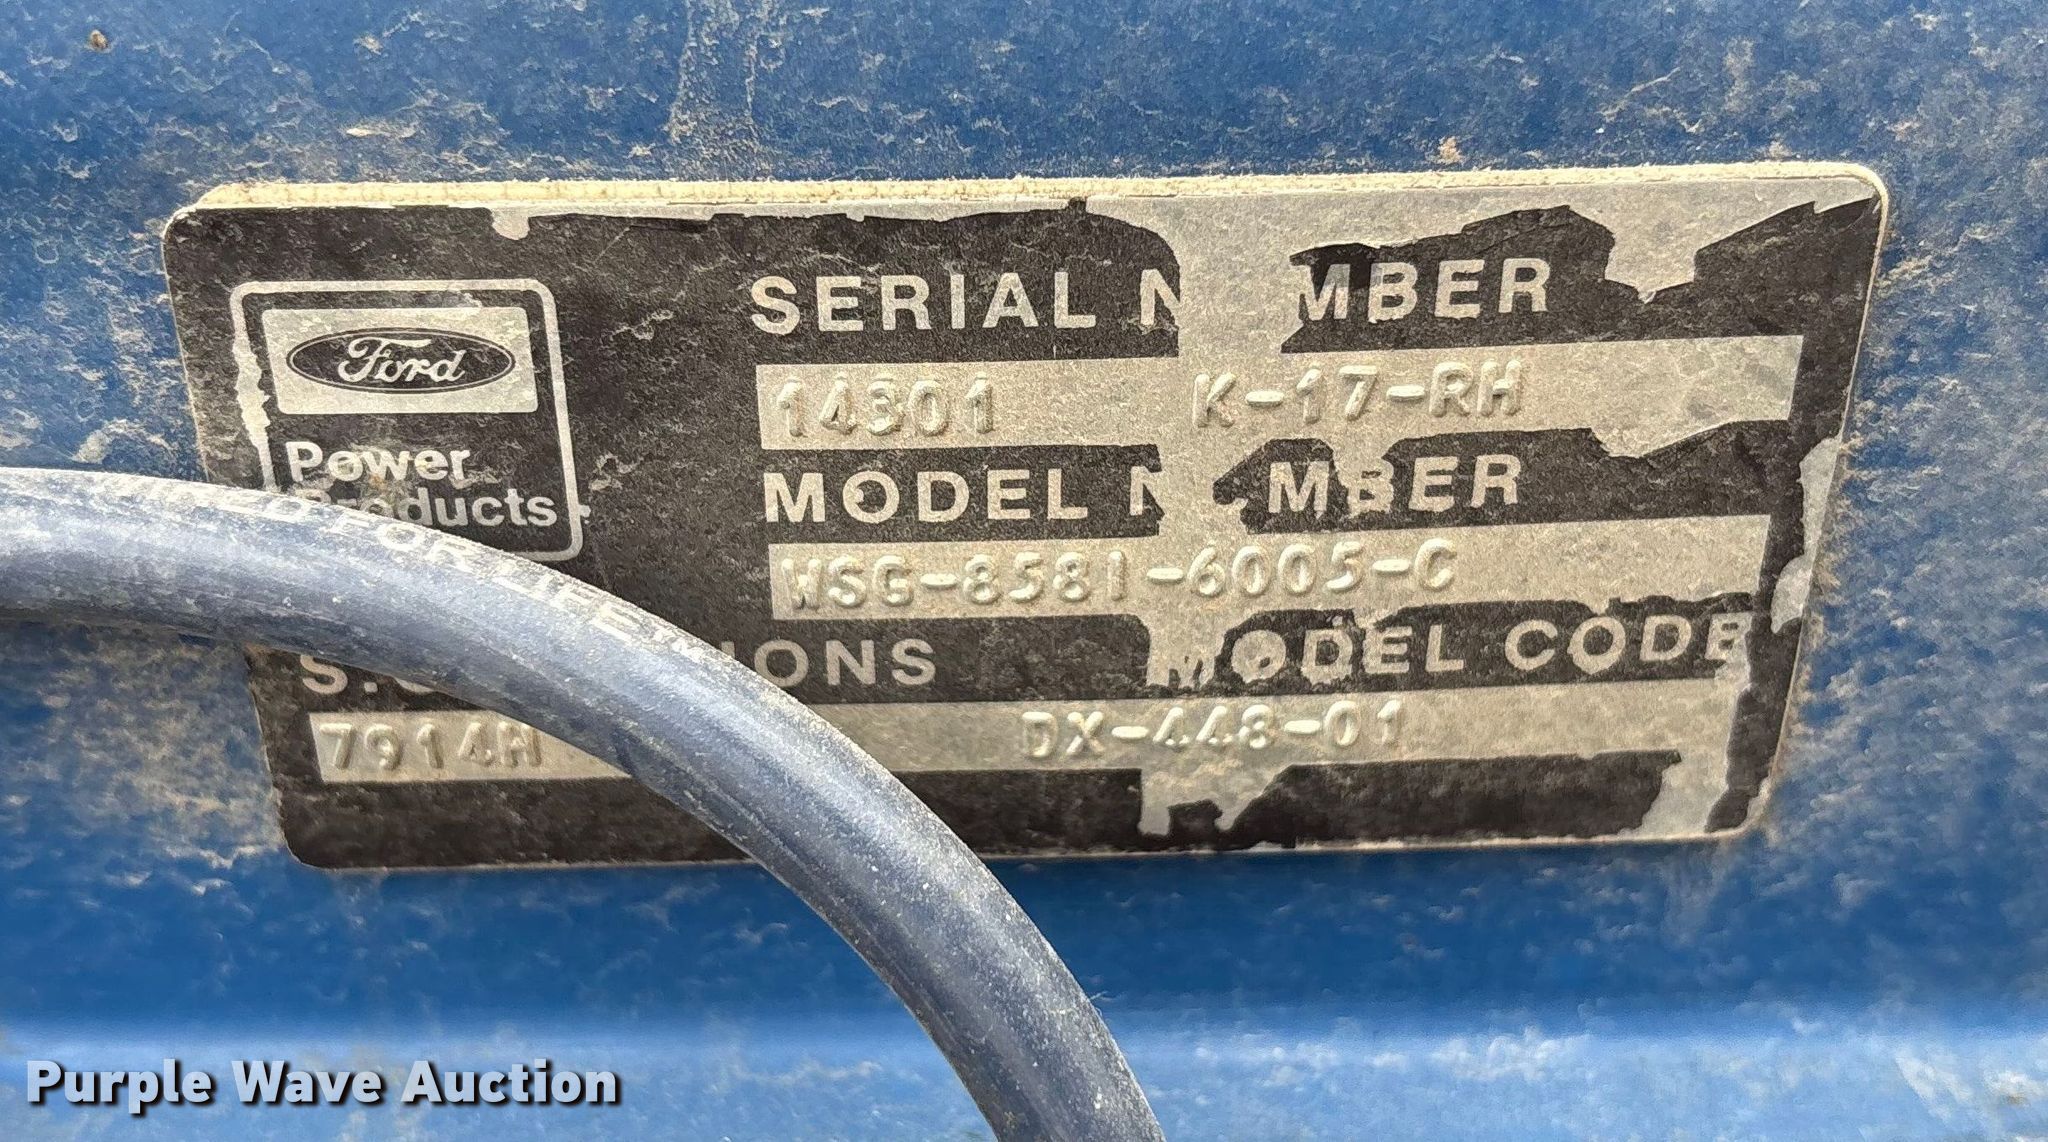 SERIAL N MBER
Ford
14301 K-17-RH
Power
Products
MODEL N MBER
WSG-8581-6005-C
S. IONS MODEL CODE
7914H DX-448-01
Purple Wave Auction